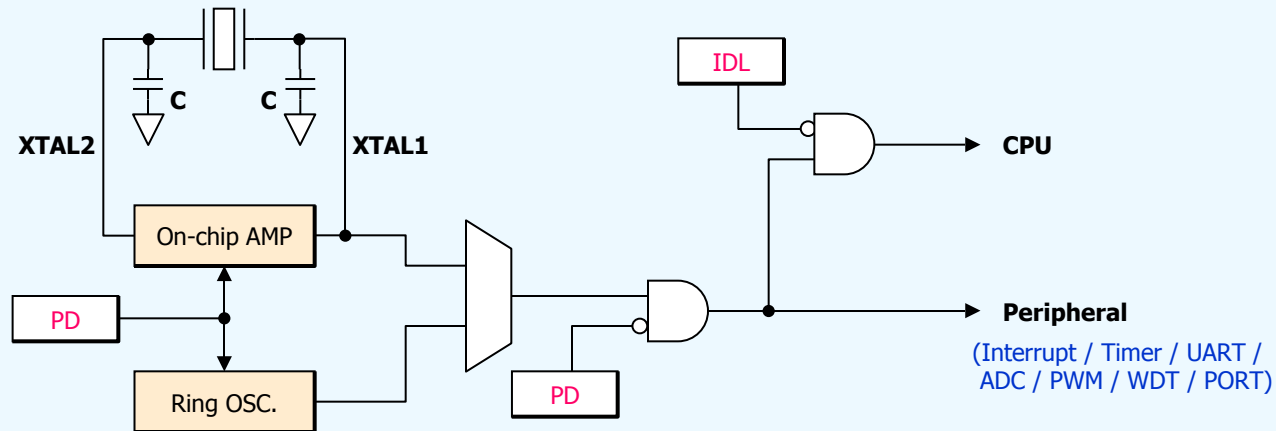 IDL
C
C
XTAL2
XTAL1
CPU
On-chip AMP
PD
Peripheral
(Interrupt / Timer / UART /
ADC / PWM / WDT / PORT)
PD
Ring OSC.